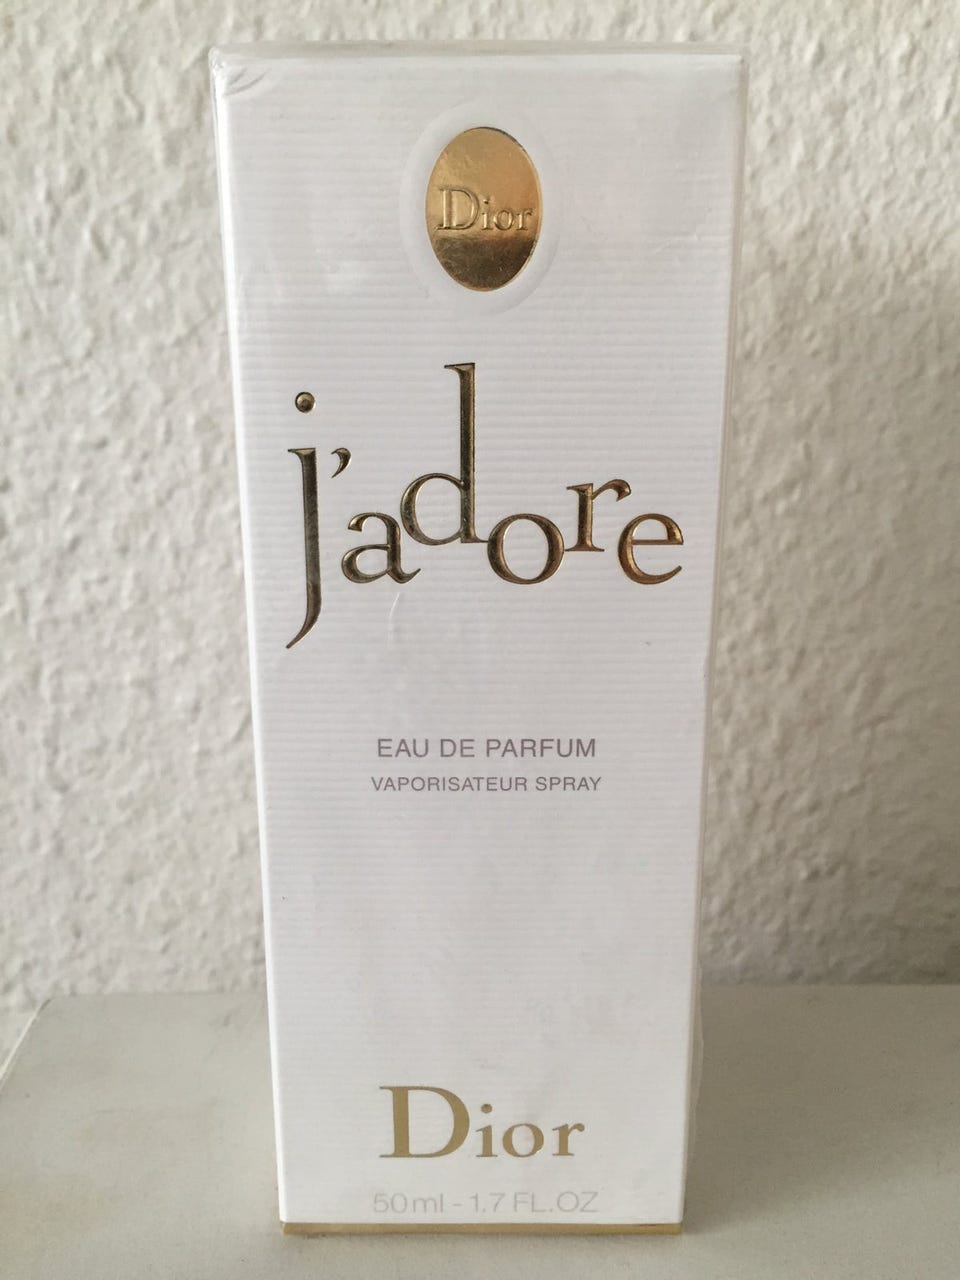 Dior
j'adore
EAU DE PARFUM
VAPORISATEUR SPRAY
Dior
50ml - 1.7 FL.OZ